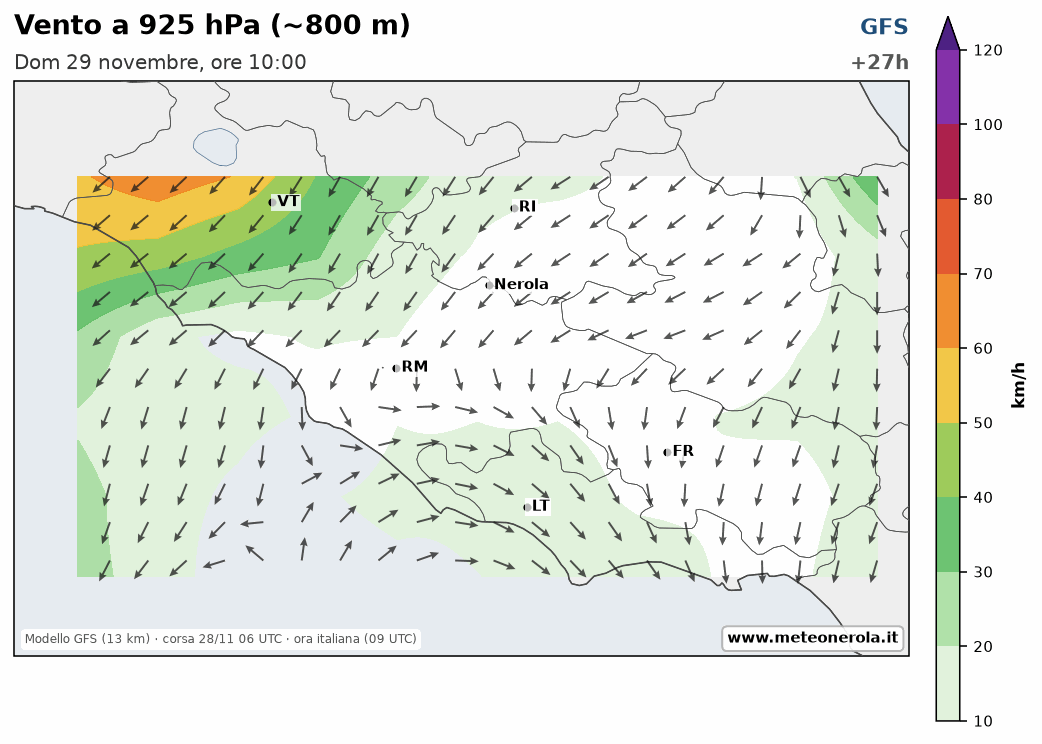 Vento a 925 hPa (~800 m)
GFS
Dom 29 novembre, ore 10:00
+27h
120
100
80
70
60
50
40
30
20
10
km/h
VT
RI
Nerola
RM
FR
LT
Modello GFS (13 km) · corsa 28/11 06 UTC · ora italiana (09 UTC)
www.meteonerola.it